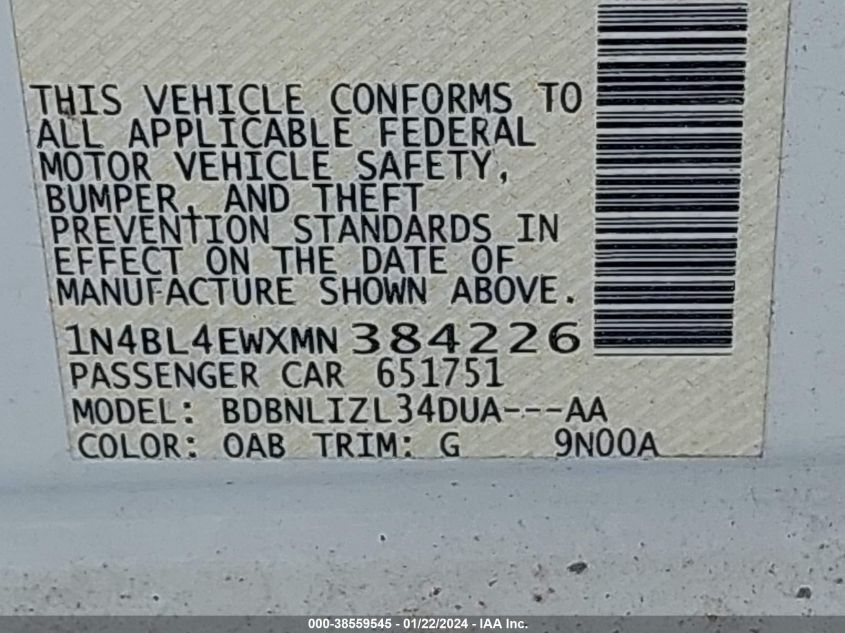 THIS VEHICLE CONFORMS TO
ALL APPLICABLE FEDERAL
MOTOR VEHICLE SAFETY,
BUMPER, AND THEFT
PREVENTION STANDARDS IN
EFFECT ON THE DATE OF
MANUFACTURE SHOWN ABOVE.
1N4BL4EWXMN384226
PASSENGER CAR 651751
MODEL: BDBNLIZL34DUA---AA
COLOR: QAB TRIM: G 9N00A
000-38559545 - 01/22/2024 - IAA Inc.